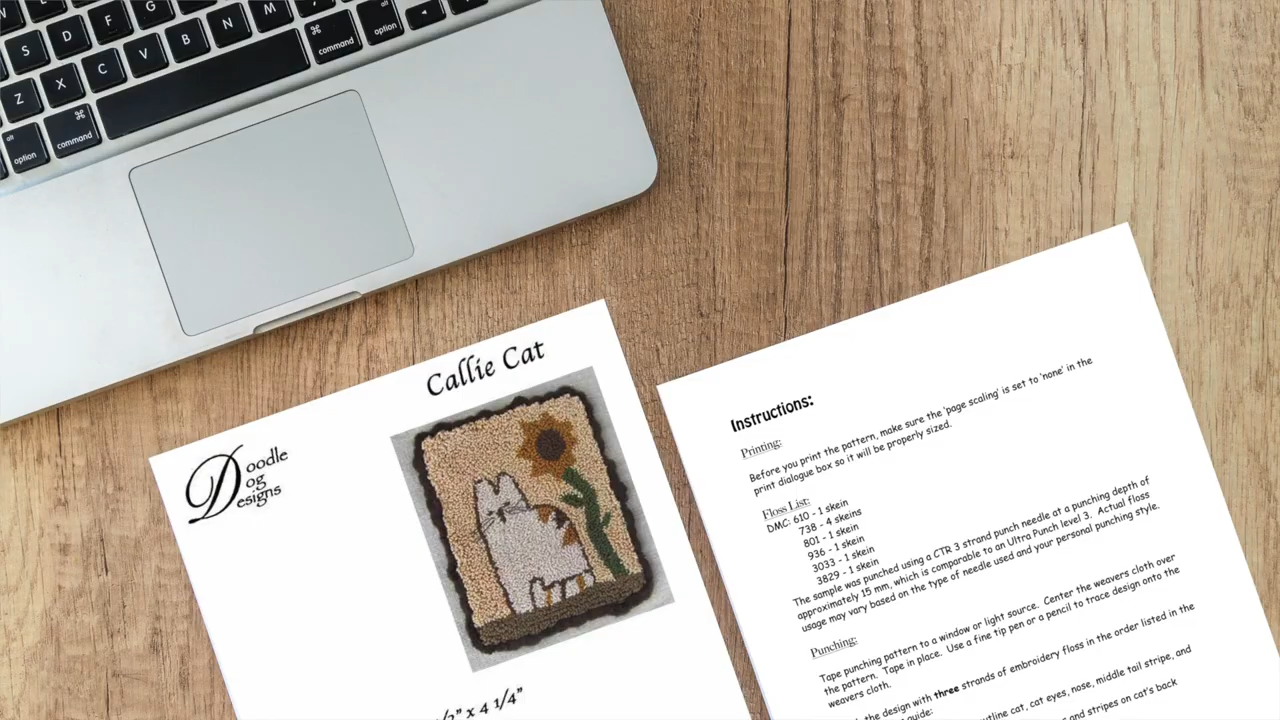 S D F G H J
Z X C V B N M
alt option
⌘ command
⌘ command
alt option
Callie Cat
Doodle
Dog
Designs
x 4 1/4"
Instructions:
Printing:
Before you print the pattern, make sure the 'page scaling' is set to 'none' in the
print dialogue box so it will be properly sized.
Floss List:
DMC: 610 - 1 skein
738 - 4 skeins
801 - 1 skein
936 - 1 skein
3033 - 1 skein
3829 - 1 skein
The sample was punched using a CTR 3 strand punch needle at a punching depth of
approximately 15 mm, which is comparable to an Ultra Punch level 3. Actual floss
usage may vary based on the type of needle used and your personal punching style.
Punching:
Tape punching pattern to a window or light source. Center the weavers cloth over
the pattern. Tape in place. Use a fine tip pen or a pencil to trace design onto the
weavers cloth.
the design with three strands of embroidery floss in the order listed in the
guide:
outline cat, cat eyes, nose, middle tail stripe, and
and stripes on cat's back